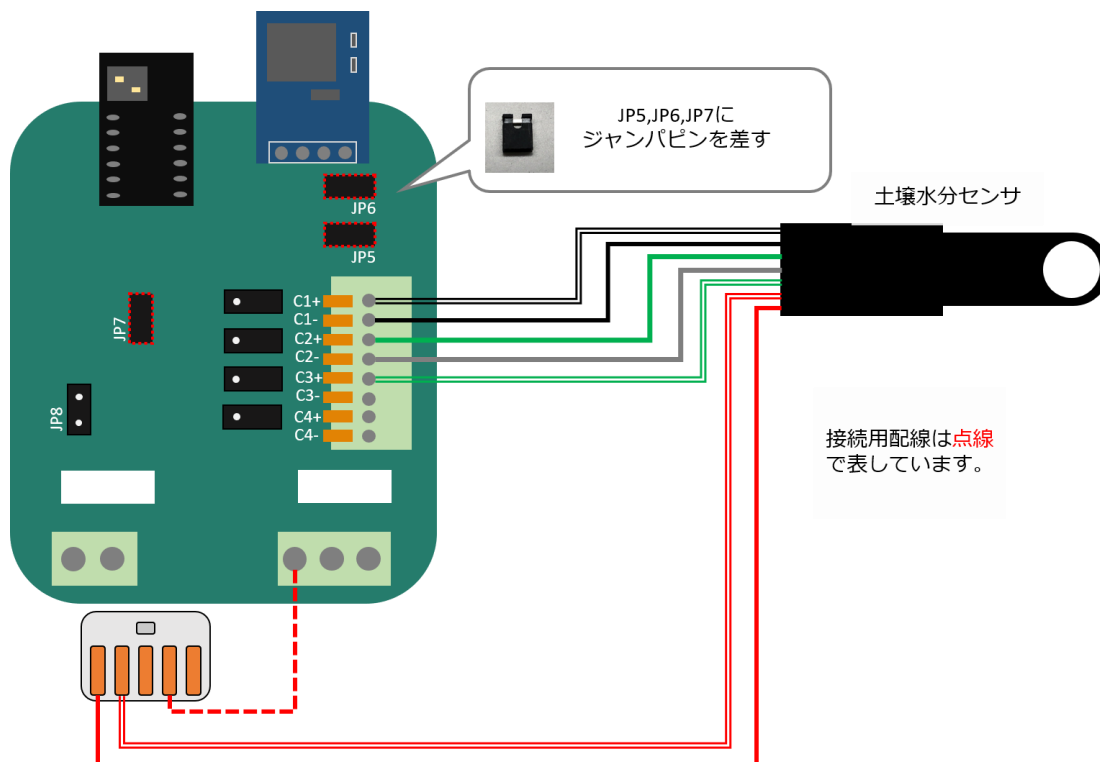 JP5,JP6,JP7に
ジャンパピンを差す
JP6
JP5
土壌水分センサ
C1+
C1-
C2+
C2-
C3+
C3-
C4+
C4-
JP7
JP8
接続用配線は点線
で表しています。